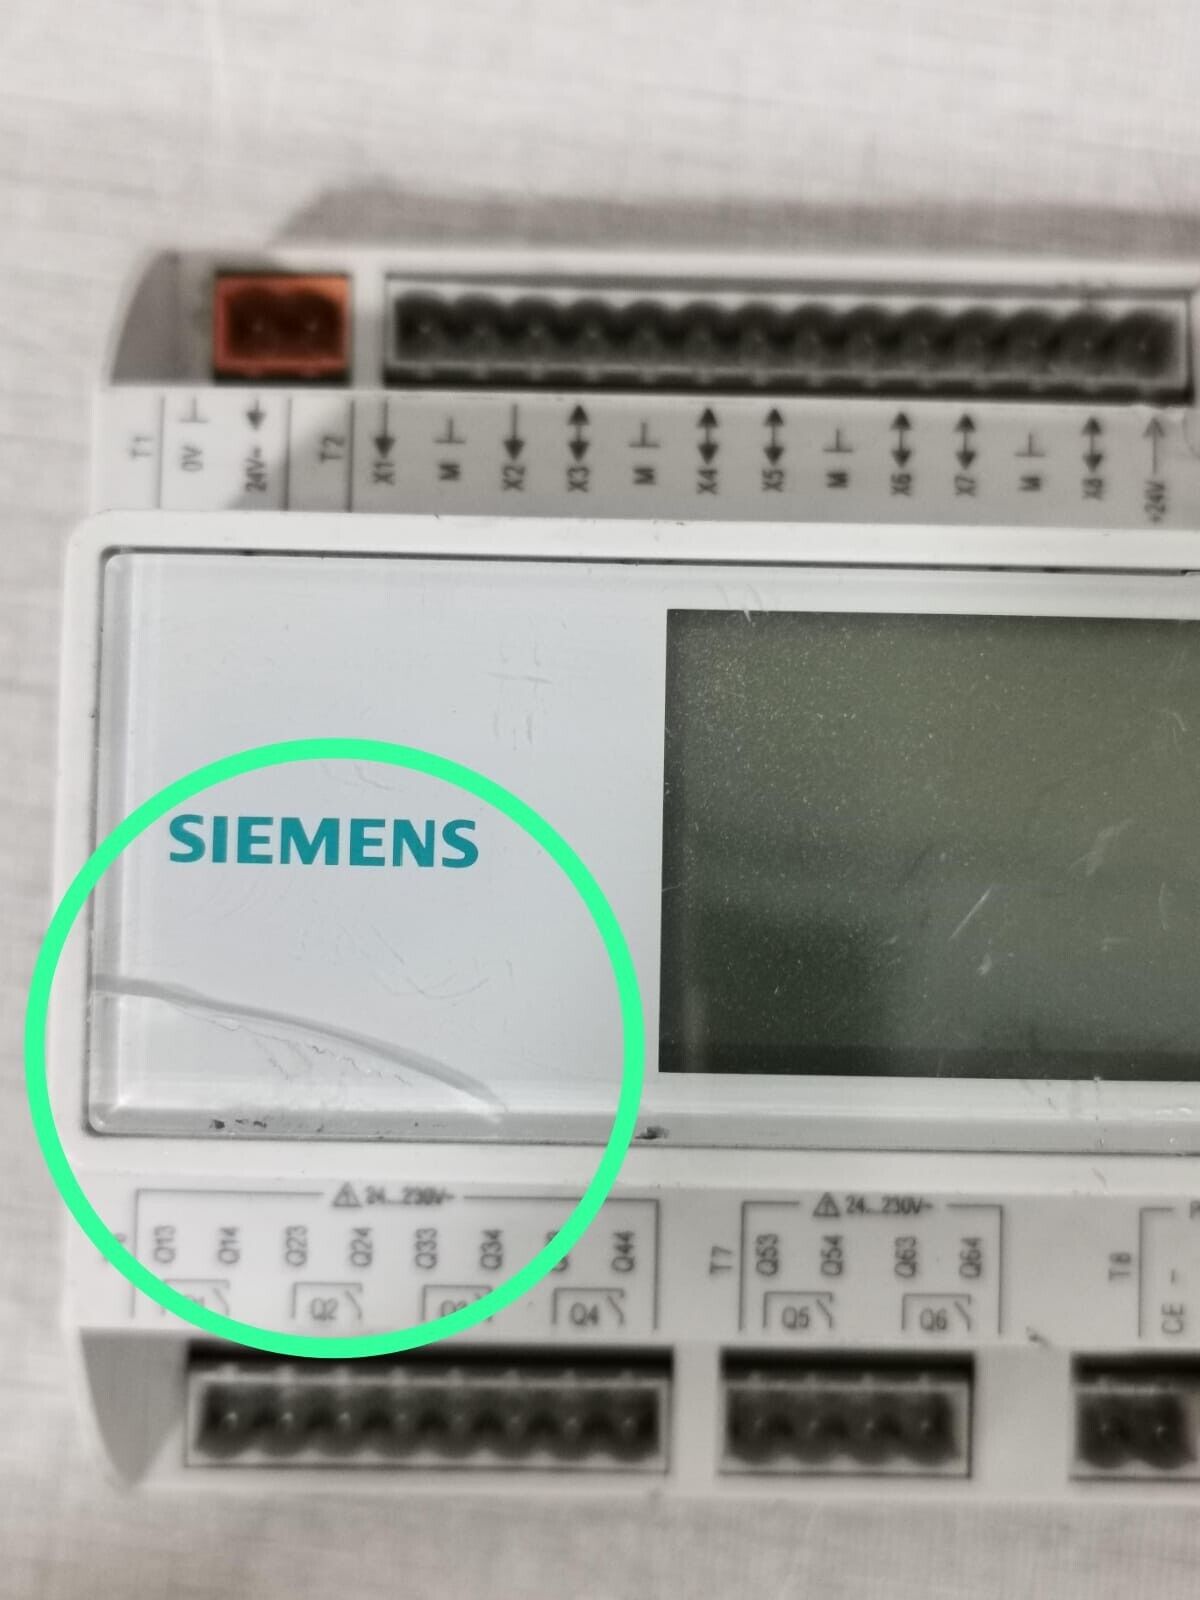 T1 0V 24V~ T2 X1 M X2 X3 M X4 X5 M X6 X7 M X8 +24V
SIEMENS
24...230V~ 24...230V~
Q13 Q14 Q23 Q24 Q33 Q34 Q44 T7 Q53 Q54 Q63 Q64 T8 CE -
Q2 Q3 Q4 Q5 Q6